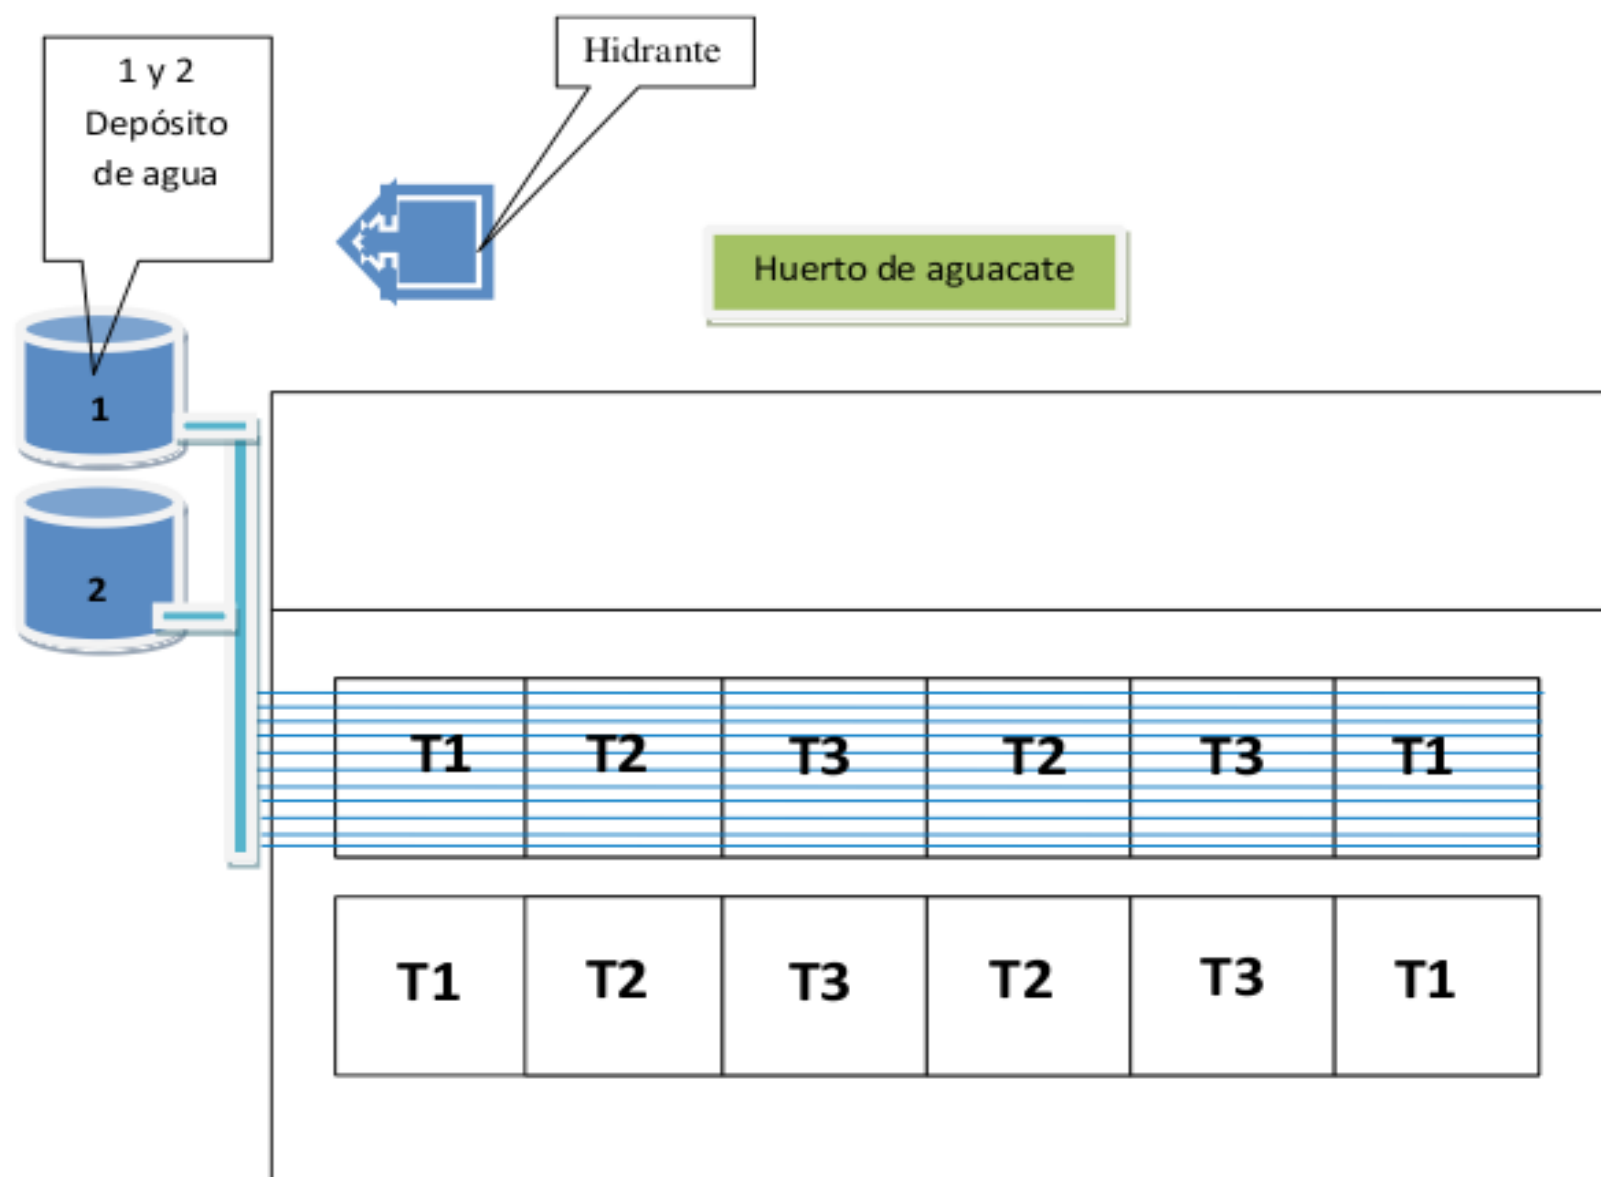 1 y 2
Depósito
de agua
Hidrante
Huerto de aguacate
1
2
T1 T2 T3 T2 T3 T1
T1 T2 T3 T2 T3 T1